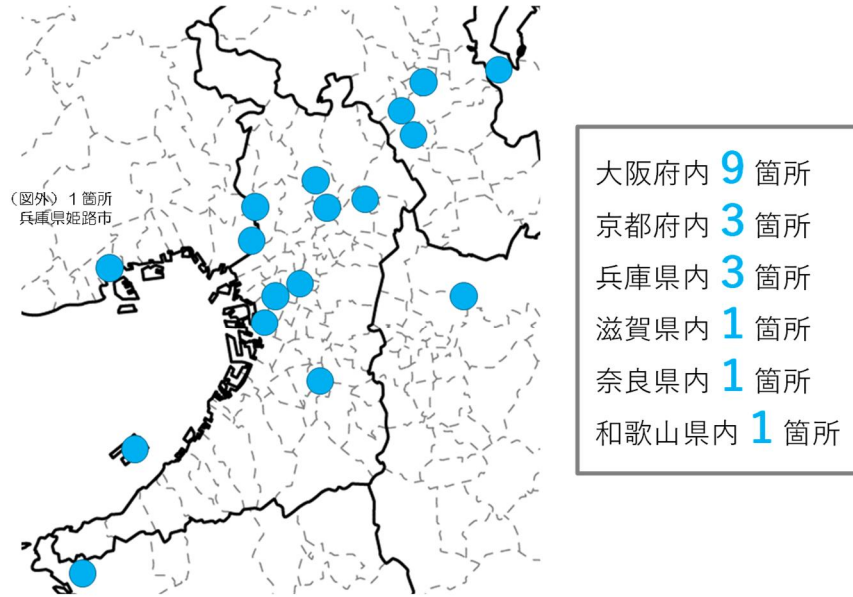 （図外）１箇所
兵庫県姫路市
大阪府内 9 箇所
京都府内 3 箇所
兵庫県内 3 箇所
滋賀県内 1 箇所
奈良県内 1 箇所
和歌山県内 1 箇所